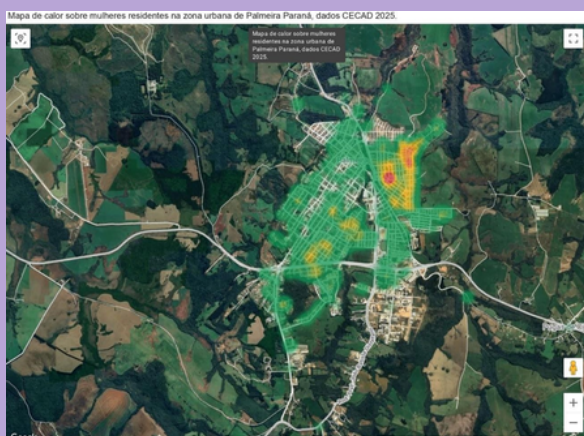 Mapa de calor sobre mulheres residentes na zona urbana de Palmeira Paraná, dados CECAD 2025.
Mapa de calor sobre mulheres
residentes na zona urbana de
Palmeira Paraná, dados CECAD
2025.
Google